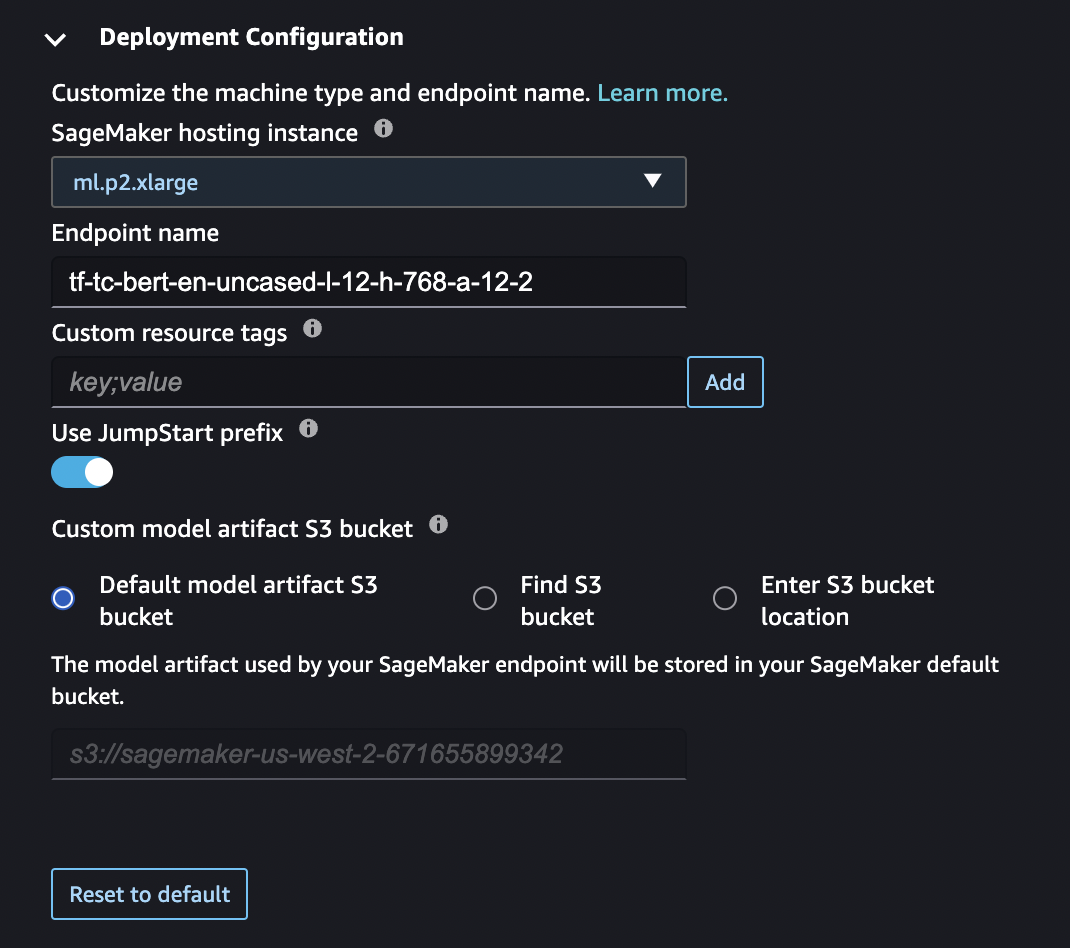 Deployment Configuration
Customize the machine type and endpoint name. Learn more.
SageMaker hosting instance
ml.p2.xlarge
Endpoint name
tf-tc-bert-en-uncased-l-12-h-768-a-12-2
Custom resource tags
key;value
Add
Use JumpStart prefix
Custom model artifact S3 bucket
Default model artifact S3
bucket
Find S3
bucket
Enter S3 bucket
location
The model artifact used by your SageMaker endpoint will be stored in your SageMaker default
bucket.
s3://sagemaker-us-west-2-671655899342
Reset to default